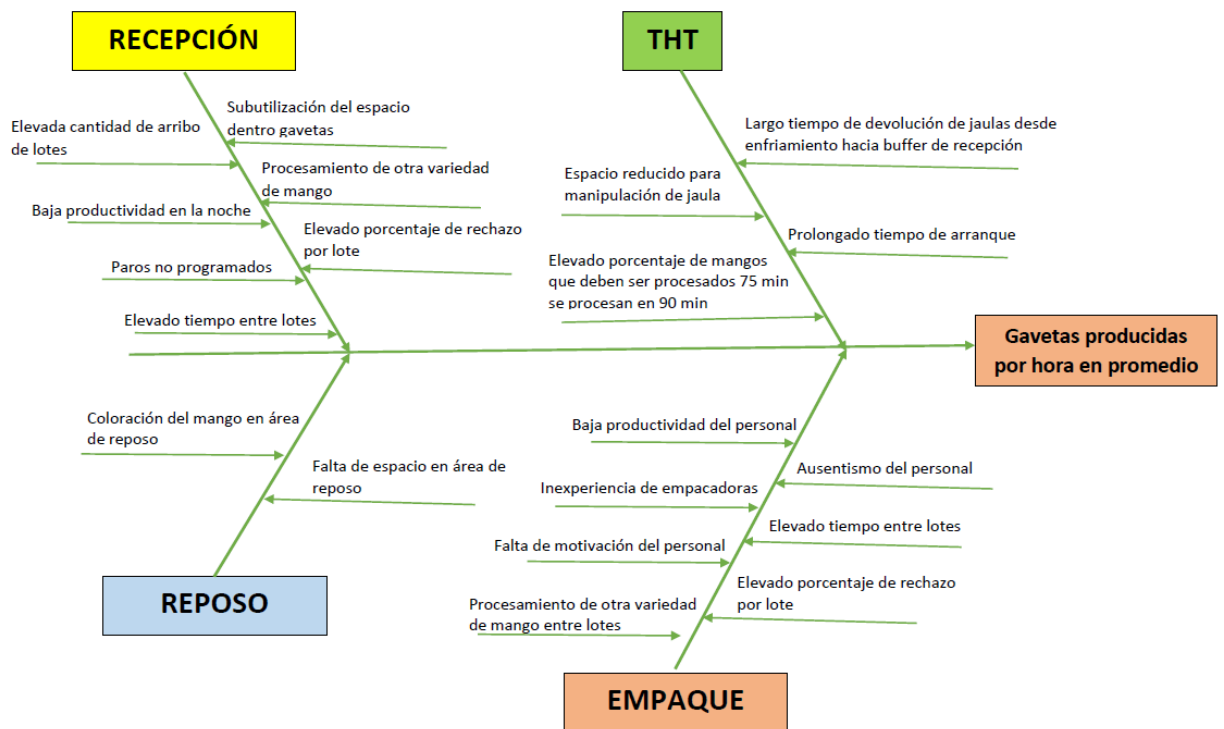 RECEPCIÓN
THT
Subutilización del espacio
dentro gavetas
Elevada cantidad de arribo
de lotes
Procesamiento de otra variedad
de mango
Baja productividad en la noche
Elevado porcentaje de rechazo
por lote
Paros no programados
Elevado tiempo entre lotes
Largo tiempo de devolución de jaulas desde
enfriamiento hacia buffer de recepción
Espacio reducido para
manipulación de jaula
Prolongado tiempo de arranque
Elevado porcentaje de mangos
que deben ser procesados 75 min
se procesan en 90 min
Gavetas producidas
por hora en promedio
Coloración del mango en área
de reposo
Falta de espacio en área de
reposo
REPOSO
Baja productividad del personal
Ausentismo del personal
Inexperiencia de empacadoras
Elevado tiempo entre lotes
Falta de motivación del personal
Elevado porcentaje de rechazo
por lote
Procesamiento de otra variedad
de mango entre lotes
EMPAQUE